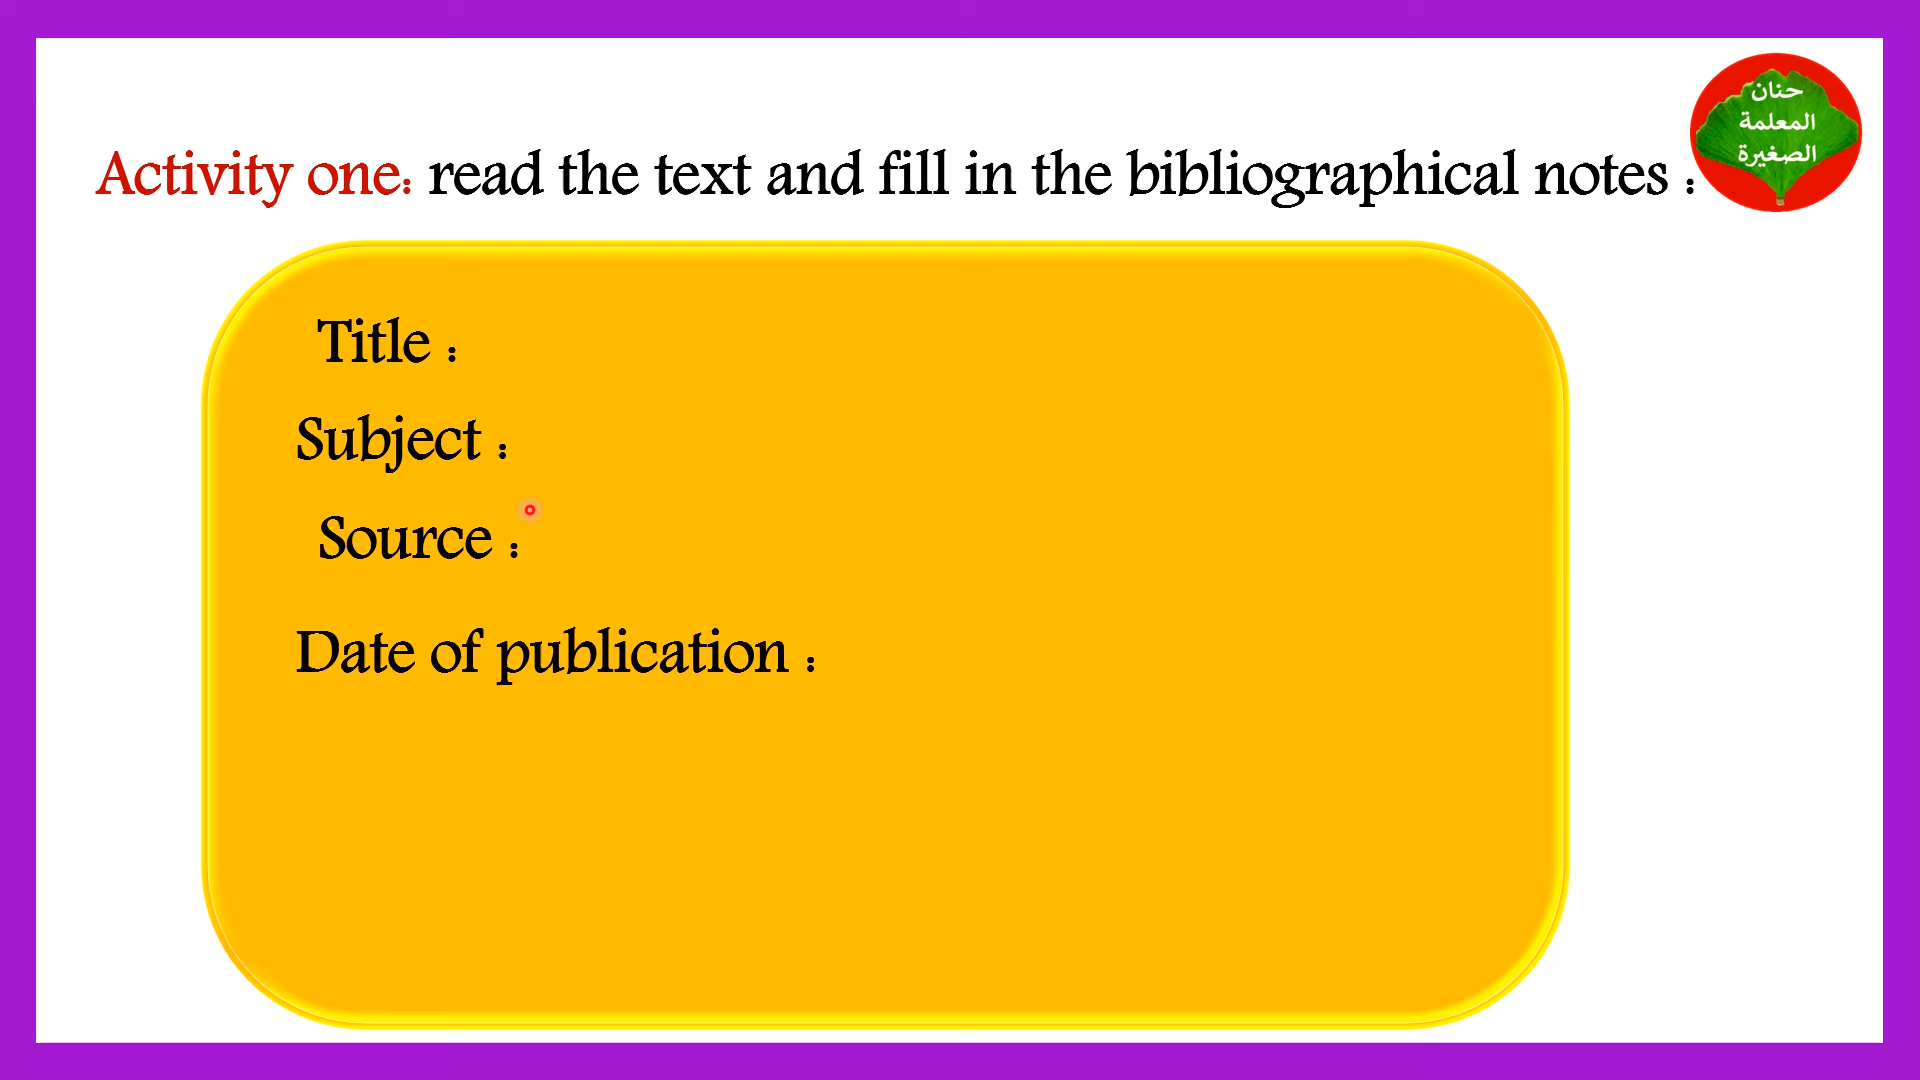 حنان
المعلمة
الصغيرة
Activity one: read the text and fill in the bibliographical notes :
Title :
Subject :
Source :
Date of publication :